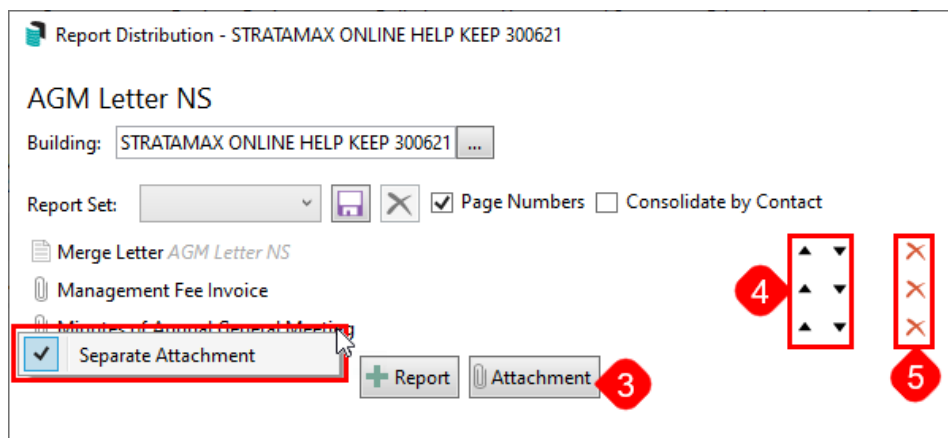 Report Distribution - STRATAMAX ONLINE HELP KEEP 300621
AGM Letter NS
Building: STRATAMAX ONLINE HELP KEEP 300621 ...
Report Set: Page Numbers Consolidate by Contact
Merge Letter AGM Letter NS
Management Fee Invoice
Minutes of Annual General Meeting
Separate Attachment
Report Attachment 3
4
5